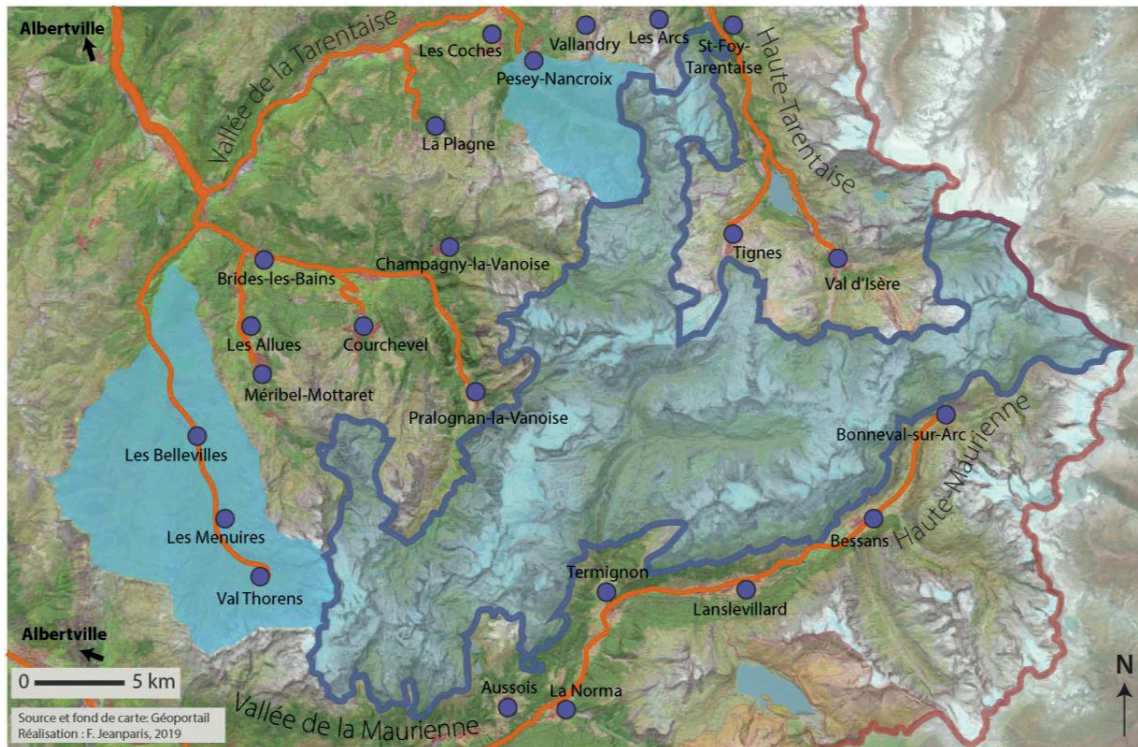 Albertville
Vallée de la Tarentaise
Les Coches
Vallandry
Les Arcs
St-Foy-
Tarentaise
Haute-Tarentaise
Pesey-Nancroix
La Plagne
Tignes
Val d'Isère
Champagny-la-Vanoise
Brides-les-Bains
Les Allues
Courchevel
Méribel-Mottaret
Pralognan-la-Vanoise
Bonneval-sur-Arc
Les Bellevilles
Haute-Maurienne
Les Menuires
Bessans
Termignon
Val Thorens
Lanslevillard
Albertville
0 5 km
Aussois
La Norma
Vallée de la Maurienne
N
Source et fond de carte: Géoportail
Réalisation : F. Jeanparis, 2019